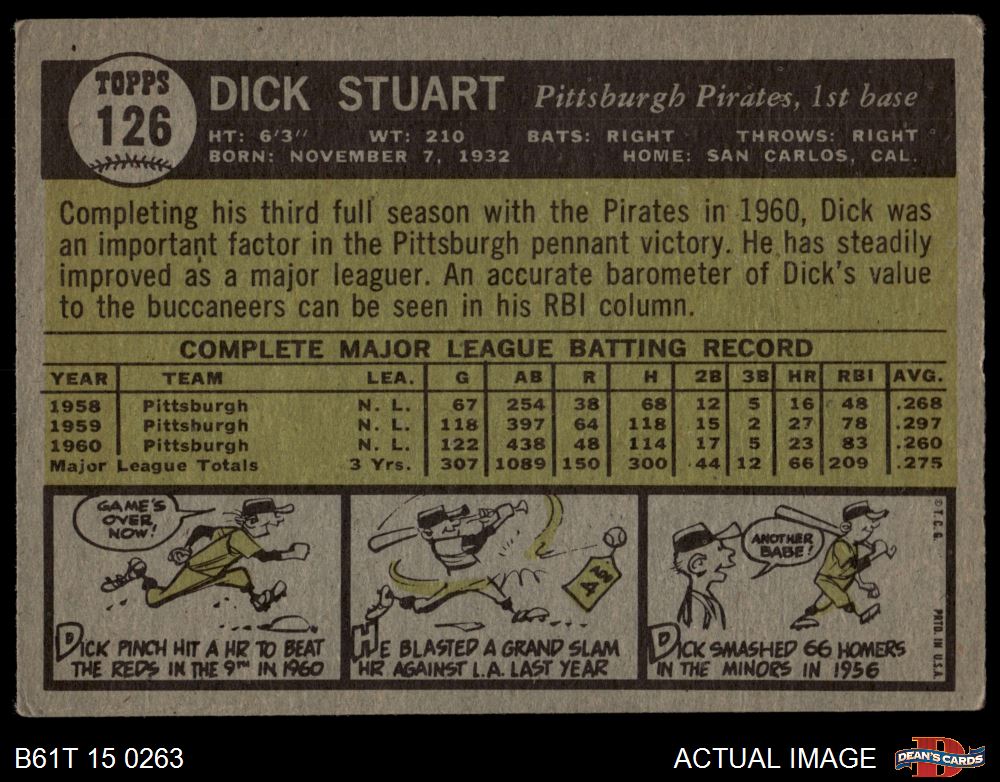 TOPPS
126
DICK STUART Pittsburgh Pirates, 1st base
HT: 6'3" WT: 210 BATS: RIGHT THROWS: RIGHT
BORN: NOVEMBER 7, 1932 HOME: SAN CARLOS, CAL.
Completing his third full season with the Pirates in 1960, Dick was
an important factor in the Pittsburgh pennant victory. He has steadily
improved as a major leaguer. An accurate barometer of Dick's value
to the buccaneers can be seen in his RBI column.
COMPLETE MAJOR LEAGUE BATTING RECORD
YEAR TEAM LEA. G AB R H 2B 3B HR RBI AVG.
1958 Pittsburgh N. L. 67 254 38 68 12 5 16 48 .268
1959 Pittsburgh N. L. 118 397 64 118 15 2 27 78 .297
1960 Pittsburgh N. L. 122 438 48 114 17 5 23 83 .260
Major League Totals 3 Yrs. 307 1089 150 300 44 12 66 209 .275
GAME'S
OVER
NOW!
DICK PINCH HIT A HR TO BEAT
THE REDS IN THE 9TH IN 1960
4
HE BLASTED A GRAND SLAM
HR AGAINST L.A. LAST YEAR
ANOTHER
BABE!
DICK SMASHED 66 HOMERS
IN THE MINORS IN 1956
© T. C. G.
PRTD. IN U.S.A.
B61T 15 0263
ACTUAL IMAGE
D
DEAN'S CARDS